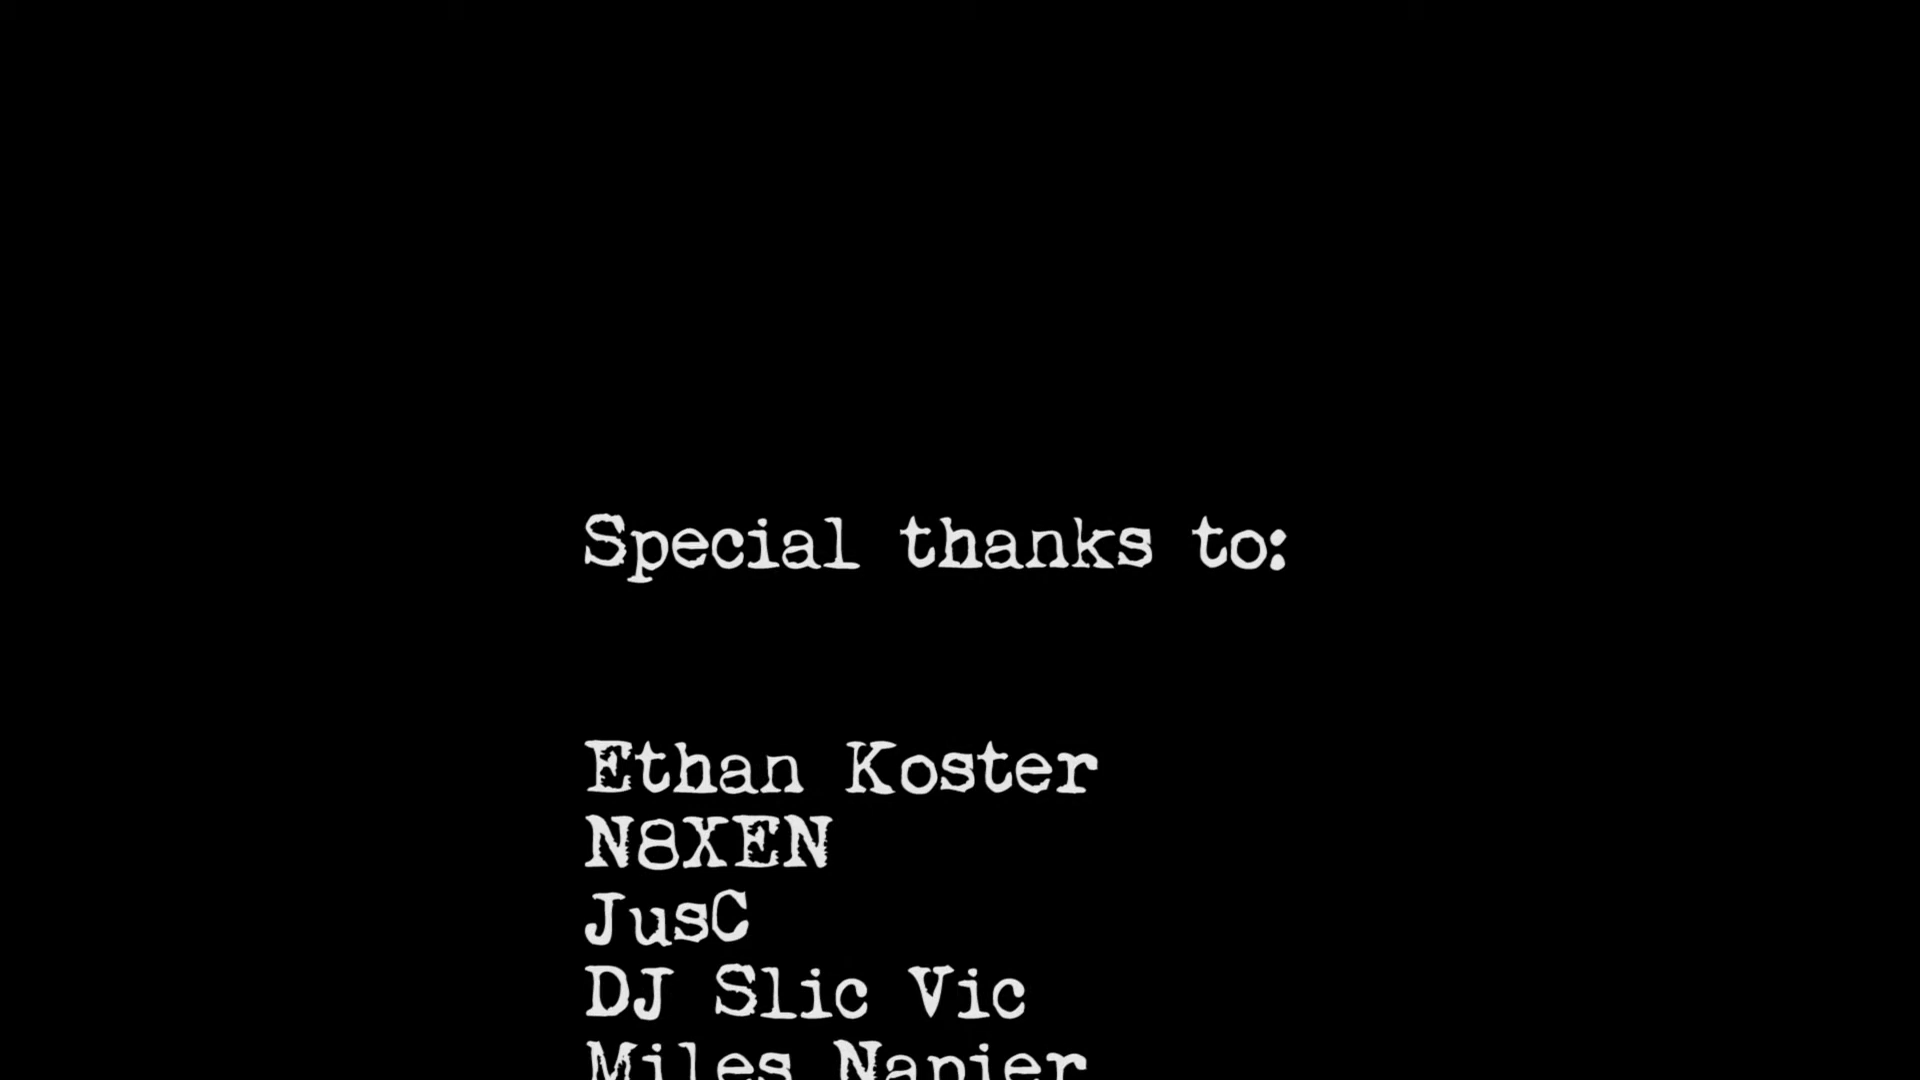 Special thanks to:
Ethan Koster
N8XEN
JusC
DJ Slic Vic
Miles Napier